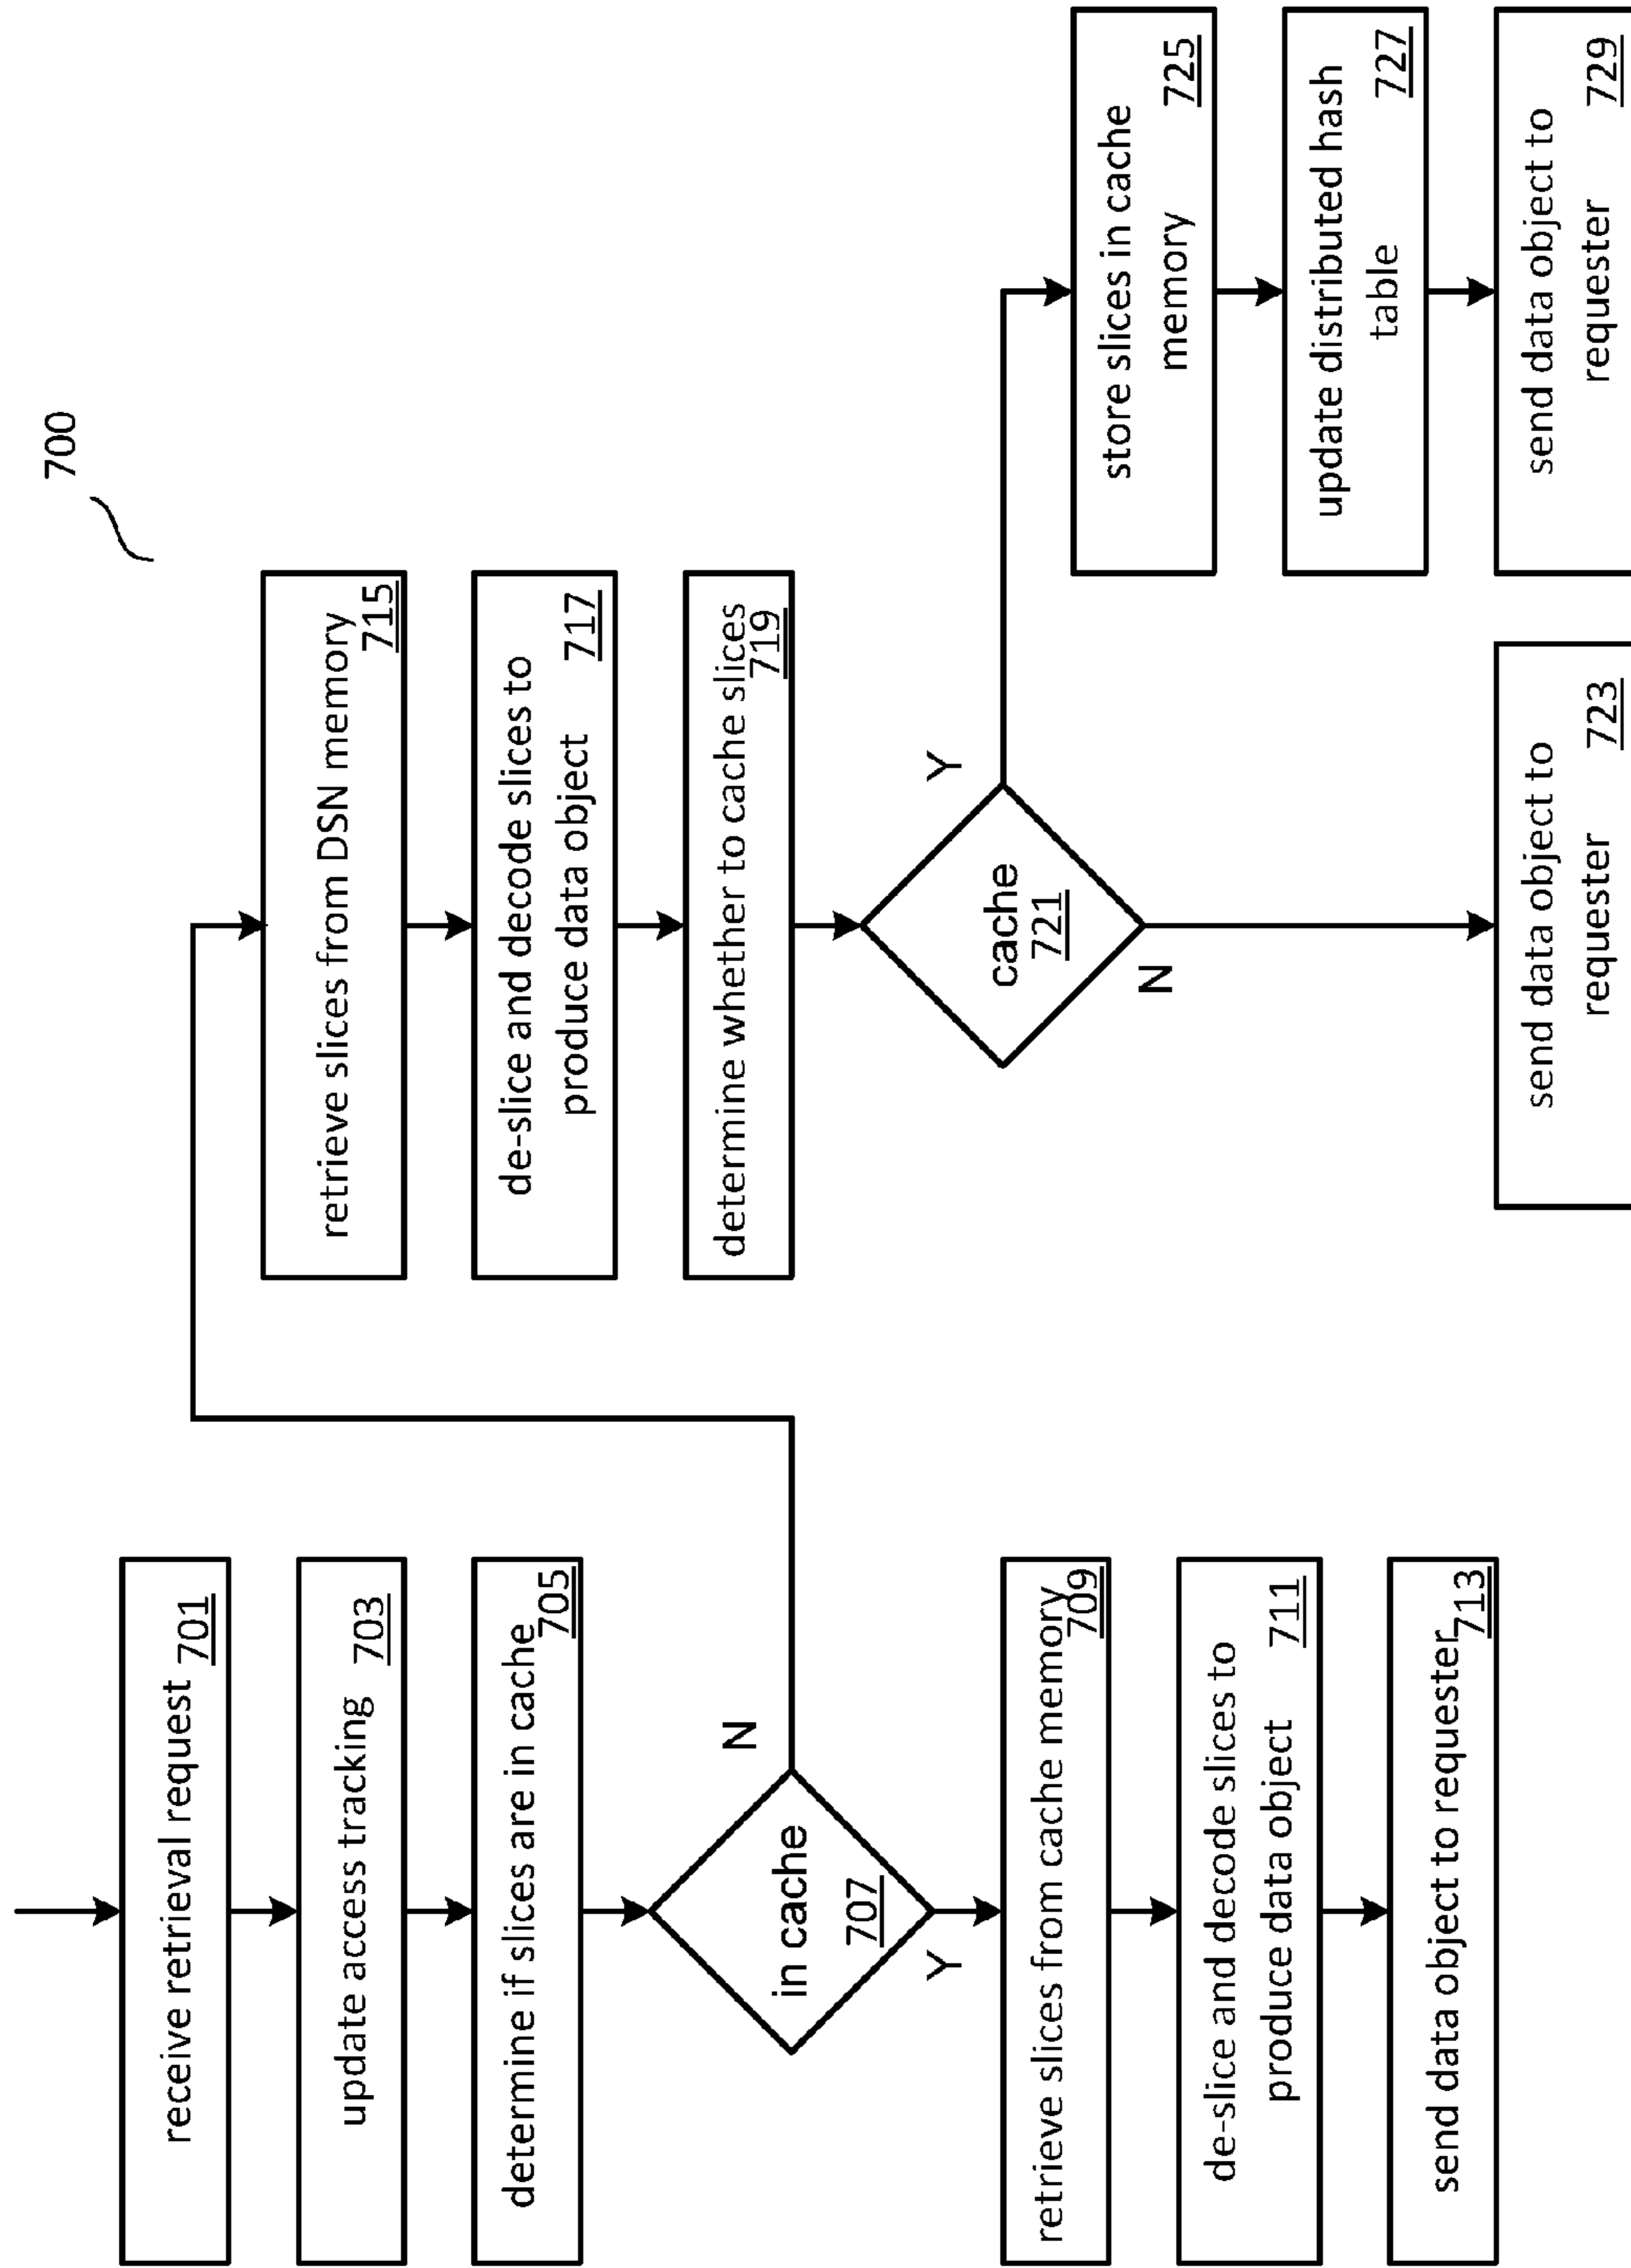 700
receive retrieval request 701
update access tracking 703
determine if slices are in cache
705
in cache
707
N
Y
retrieve slices from cache memory
709
de-slice and decode slices to
produce data object 711
send data object to requester
713
retrieve slices from DSN memory
715
de-slice and decode slices to
produce data object 717
determine whether to cache slices
719
cache
721
Y
N
send data object to
requester 723
store slices in cache
memory 725
update distributed hash
table 727
send data object to
requester 729